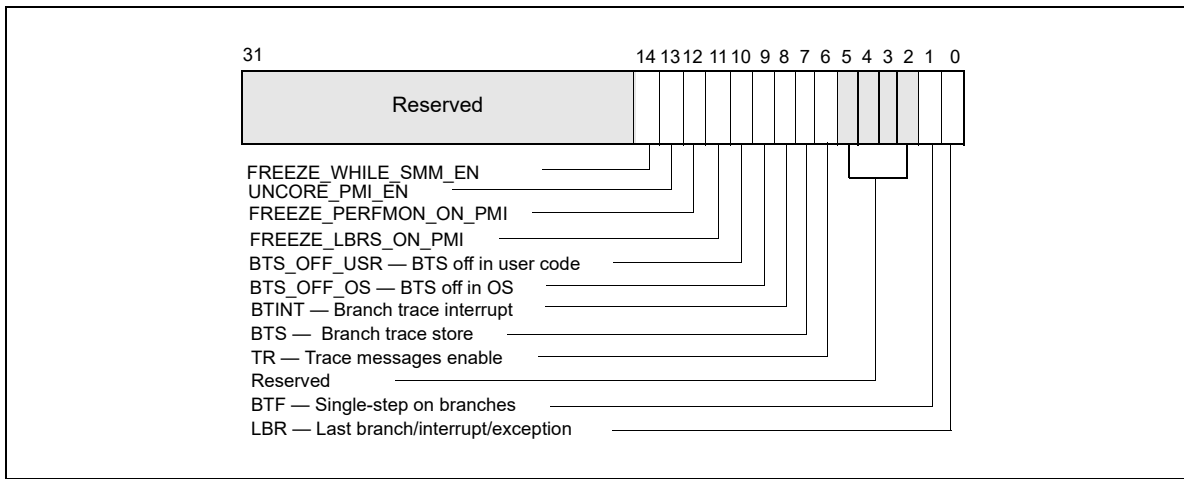 31 14 13 12 11 10 9 8 7 6 5 4 3 2 1 0
Reserved
FREEZE_WHILE_SMM_EN
UNCORE_PMI_EN
FREEZE_PERFMON_ON_PMI
FREEZE_LBRS_ON_PMI
BTS_OFF_USR — BTS off in user code
BTS_OFF_OS — BTS off in OS
BTINT — Branch trace interrupt
BTS — Branch trace store
TR — Trace messages enable
Reserved
BTF — Single-step on branches
LBR — Last branch/interrupt/exception